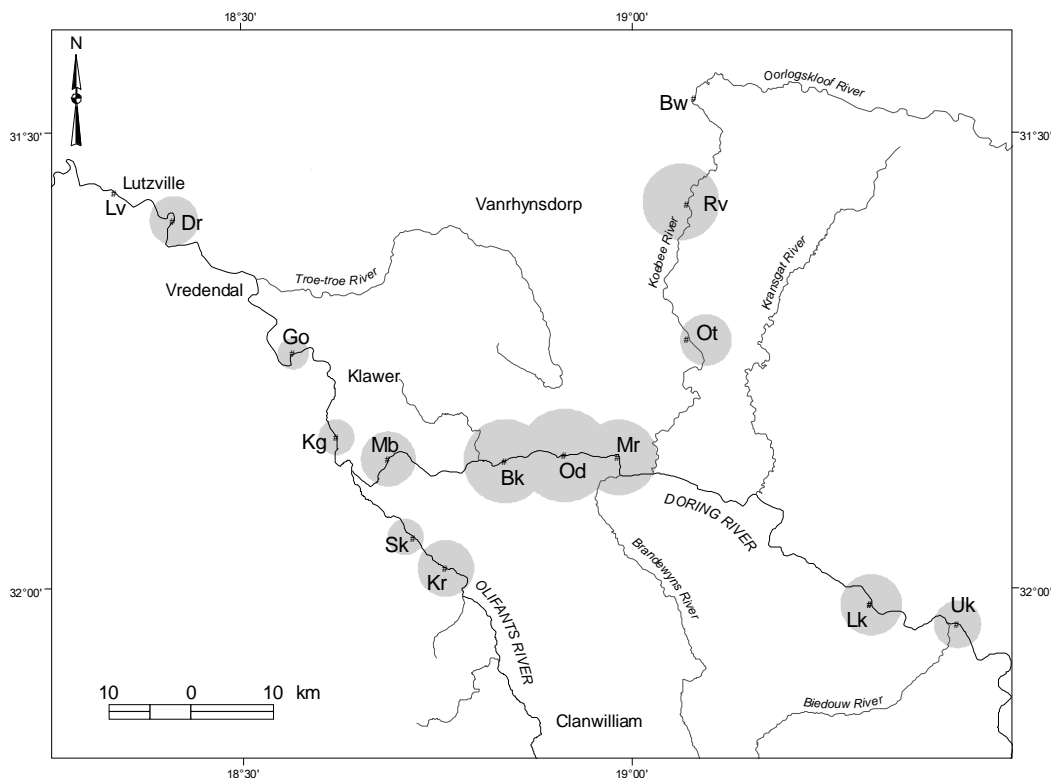 18°30' 19°00'
N
Oorlogskloof River
Bw
31°30' 31°30'
Lutzville
Lv
Dr
Vanrhynsdorp
Rv
Koebee River
Kransgat River
Troe-troe River
Vredendal
Go
Ot
Klawer
Kg
Mb
Mr
Bk
Od
DORING RIVER
Sk
Brandewyns River
Kr
32°00' 32°00'
OLIFANTS RIVER
Lk
Uk
10 0 10 km
Biedouw River
Clanwilliam
18°30' 19°00'